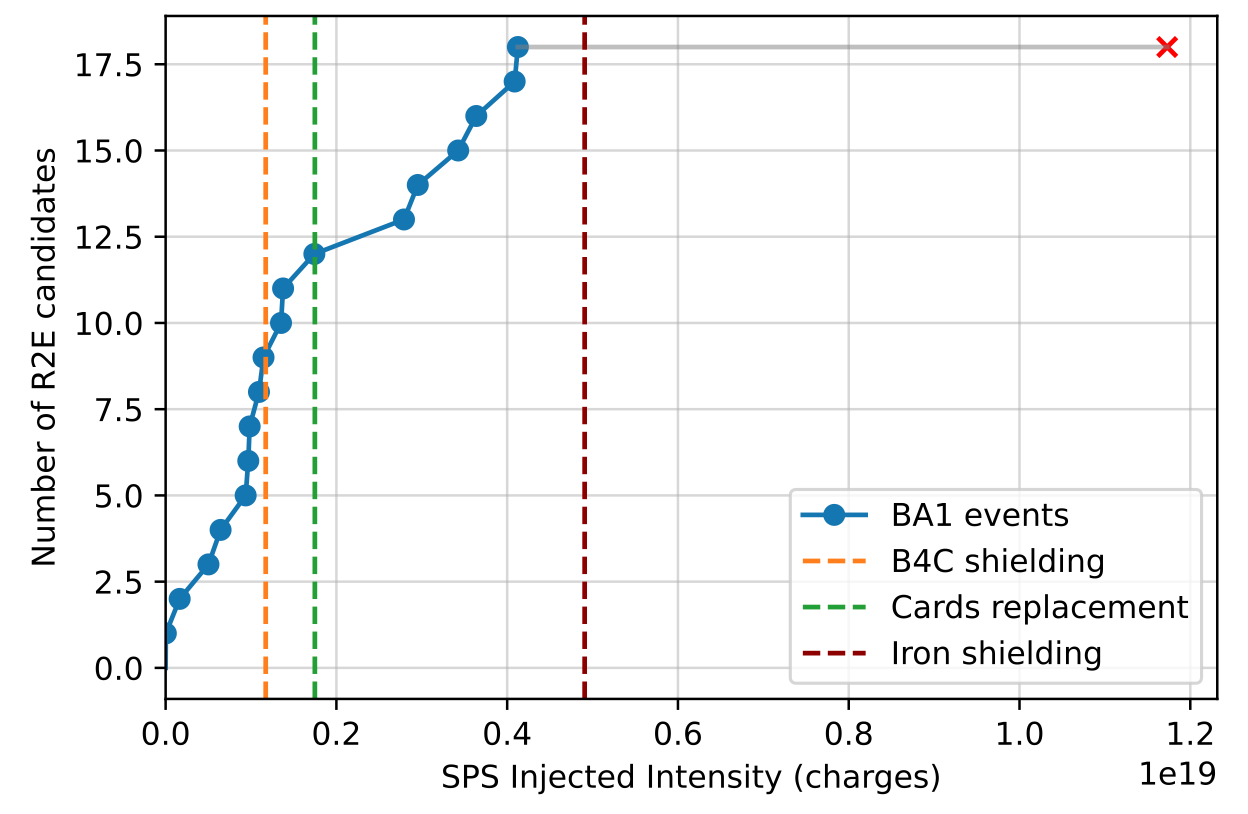 17.5
15.0
12.5
10.0
7.5
5.0
2.5
0.0
Number of R2E candidates
BA1 events
B4C shielding
Cards replacement
Iron shielding
0.0 0.2 0.4 0.6 0.8 1.0 1.2
SPS Injected Intensity (charges)
1e19